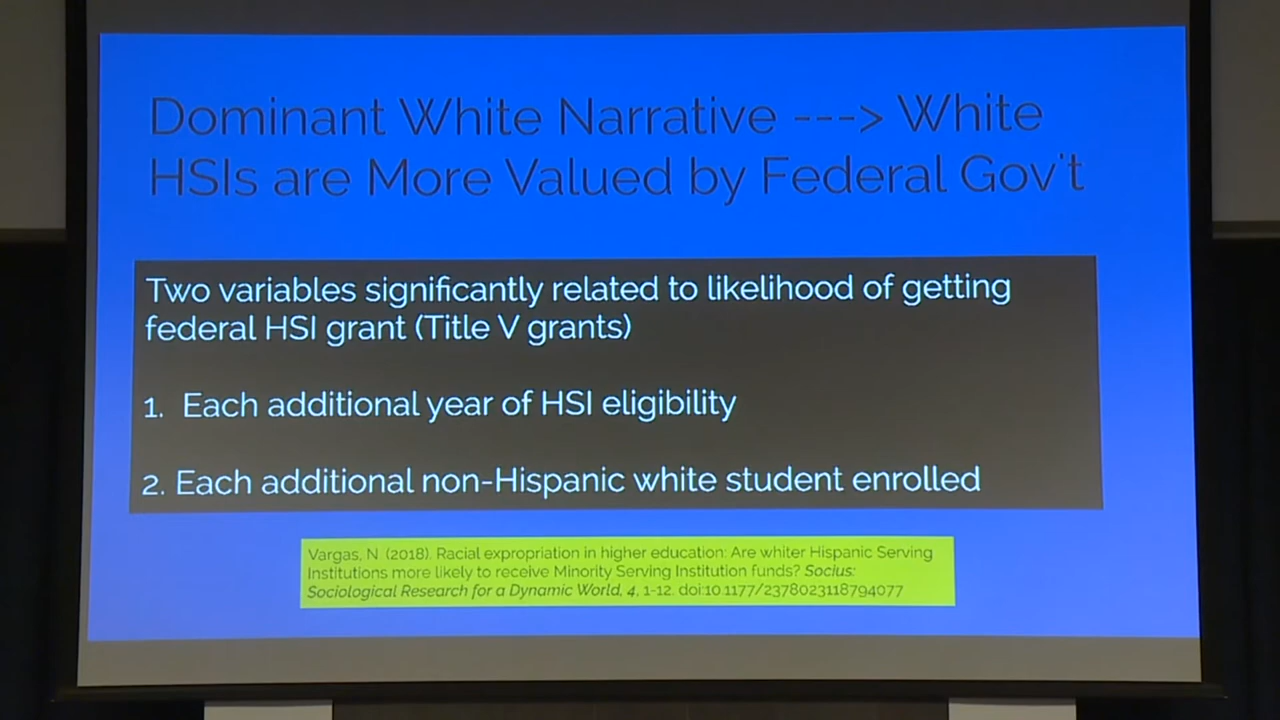 Dominant White Narrative ---> White
HSIs are More Valued by Federal Gov't
Two variables significantly related to likelihood of getting
federal HSI grant (Title V grants)
1. Each additional year of HSI eligibility
2. Each additional non-Hispanic white student enrolled
Vargas, N. (2018). Racial expropriation in higher education: Are whiter Hispanic Serving
Institutions more likely to receive Minority Serving Institution funds? Socius:
Sociological Research for a Dynamic World, 4, 1-12. doi:10.1177/2378023118794077